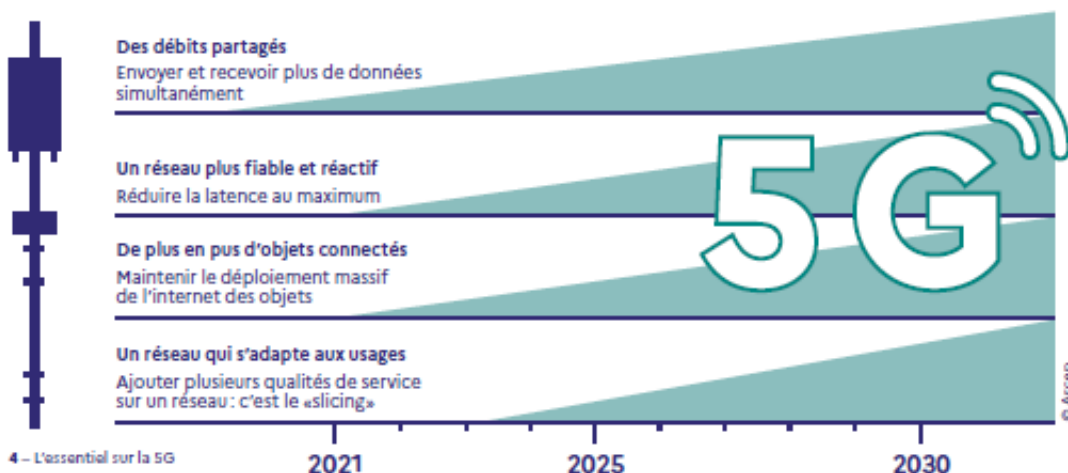 Des débits partagés
Envoyer et recevoir plus de données
simultanément
Un réseau plus fiable et réactif
Réduire la latence au maximum
De plus en pus d'objets connectés
Maintenir le déploiement massif
de l'internet des objets
Un réseau qui s'adapte aux usages
Ajouter plusieurs qualités de service
sur un réseau : c'est le «slicing»
5G
© Arcep
4 – L'essentiel sur la 5G
2021
2025
2030